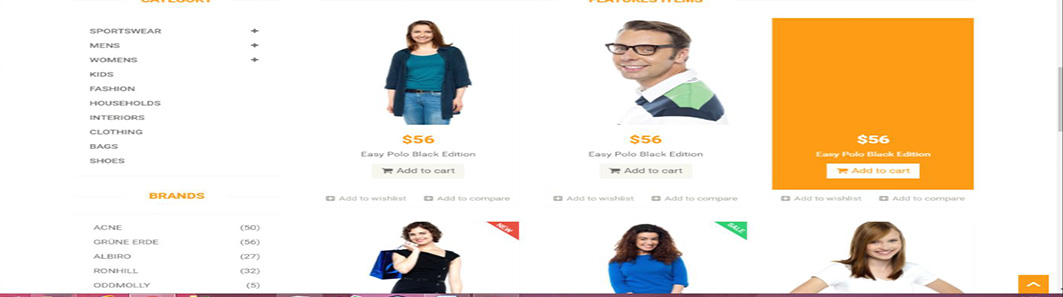 CATEGORY
SPORTSWEAR
MENS
WOMENS
KIDS
FASHION
HOUSEHOLDS
INTERIORS
CLOTHING
BAGS
SHOES
BRANDS
ACNE (50)
GRÜNE ERDE (56)
ALBIRO (27)
RONHILL (32)
ODDMOLLY (5)
FEATURES ITEMS
$56
Easy Polo Black Edition
Add to cart
Add to wishlist Add to compare
$56
Easy Polo Black Edition
Add to cart
Add to wishlist Add to compare
$56
Easy Polo Black Edition
Add to cart
Add to wishlist Add to compare
NEW
SALE